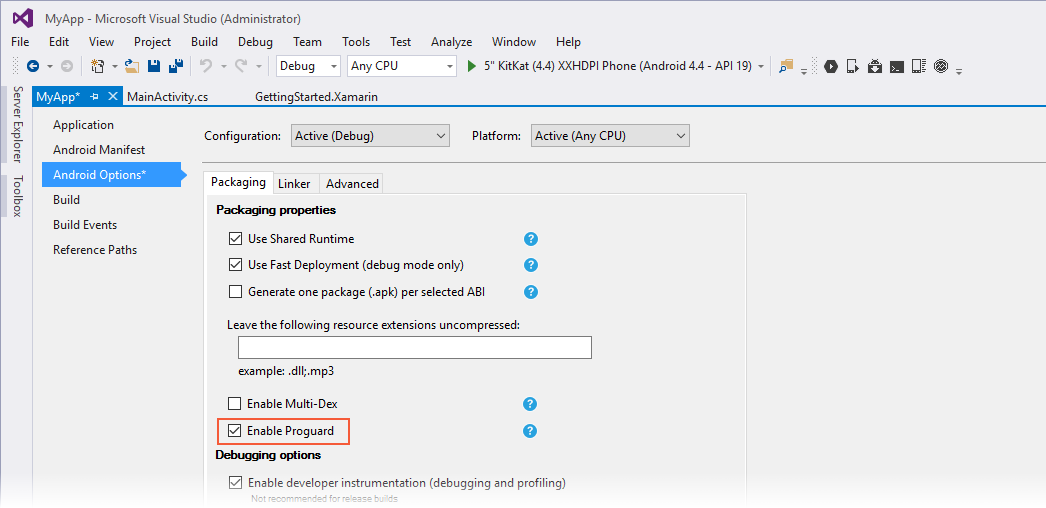 MyApp - Microsoft Visual Studio (Administrator)
File Edit View Project Build Debug Team Tools Test Analyze Window Help
Debug Any CPU 5" KitKat (4.4) XXHDPI Phone (Android 4.4 - API 19)
MyApp* MainActivity.cs GettingStarted.Xamarin
Server Explorer
Toolbox
Application
Android Manifest
Android Options*
Build
Build Events
Reference Paths
Configuration: Active (Debug) Platform: Active (Any CPU)
Packaging Linker Advanced
Packaging properties
Use Shared Runtime ?
Use Fast Deployment (debug mode only) ?
Generate one package (.apk) per selected ABI ?
Leave the following resource extensions uncompressed:
example: .dll;.mp3
Enable Multi-Dex ?
Enable Proguard ?
Debugging options
Enable developer instrumentation (debugging and profiling)
Not recommended for release builds